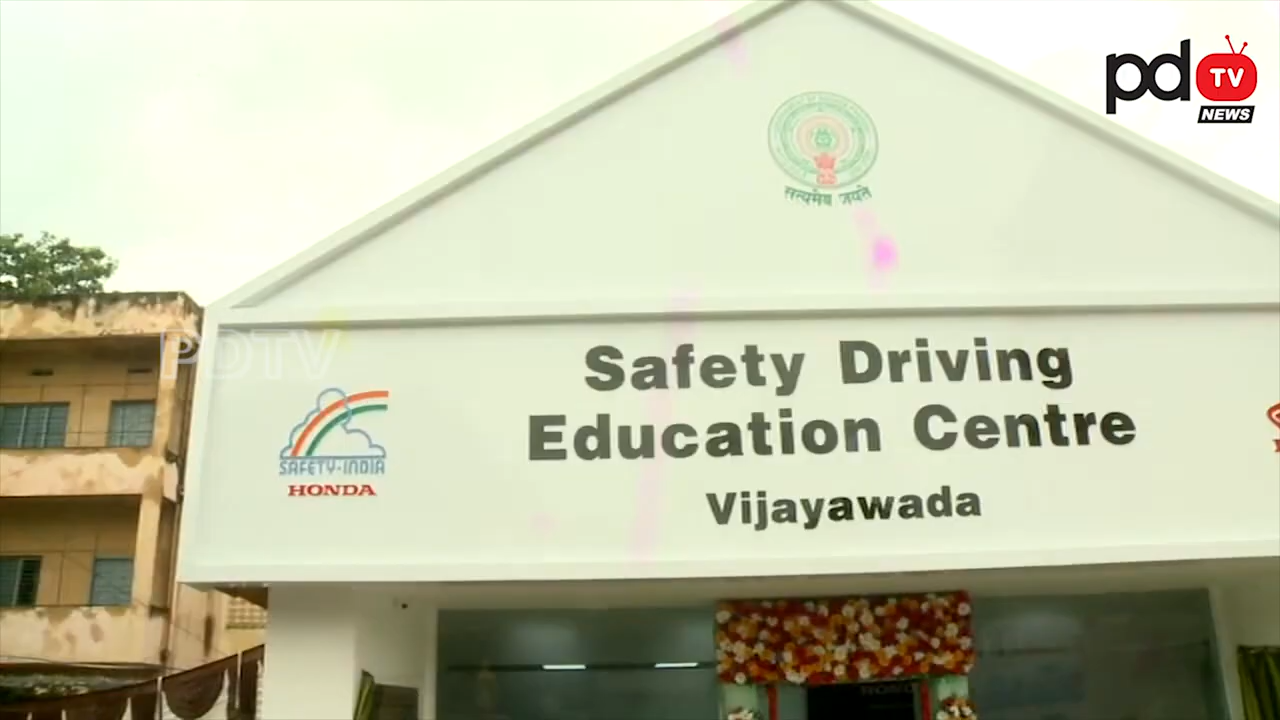 pd TV
NEWS
सत्यमेव जयते
PDTV
Safety Driving
Education Centre
Vijayawada
SAFETY-INDIA
HONDA